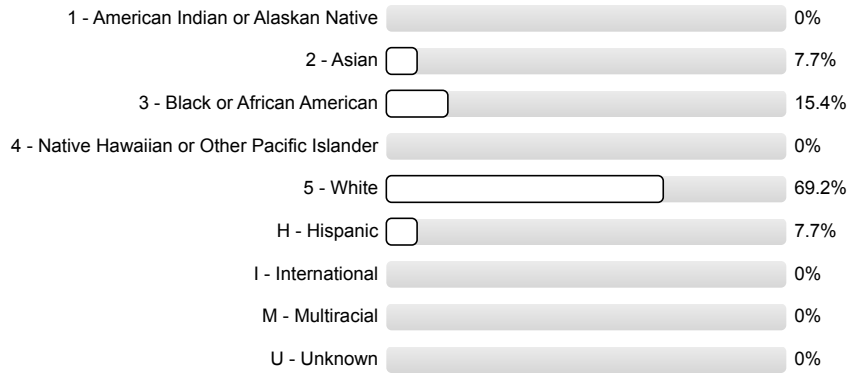 1 - American Indian or Alaskan Native 0%
2 - Asian 7.7%
3 - Black or African American 15.4%
4 - Native Hawaiian or Other Pacific Islander 0%
5 - White 69.2%
H - Hispanic 7.7%
I - International 0%
M - Multiracial 0%
U - Unknown 0%